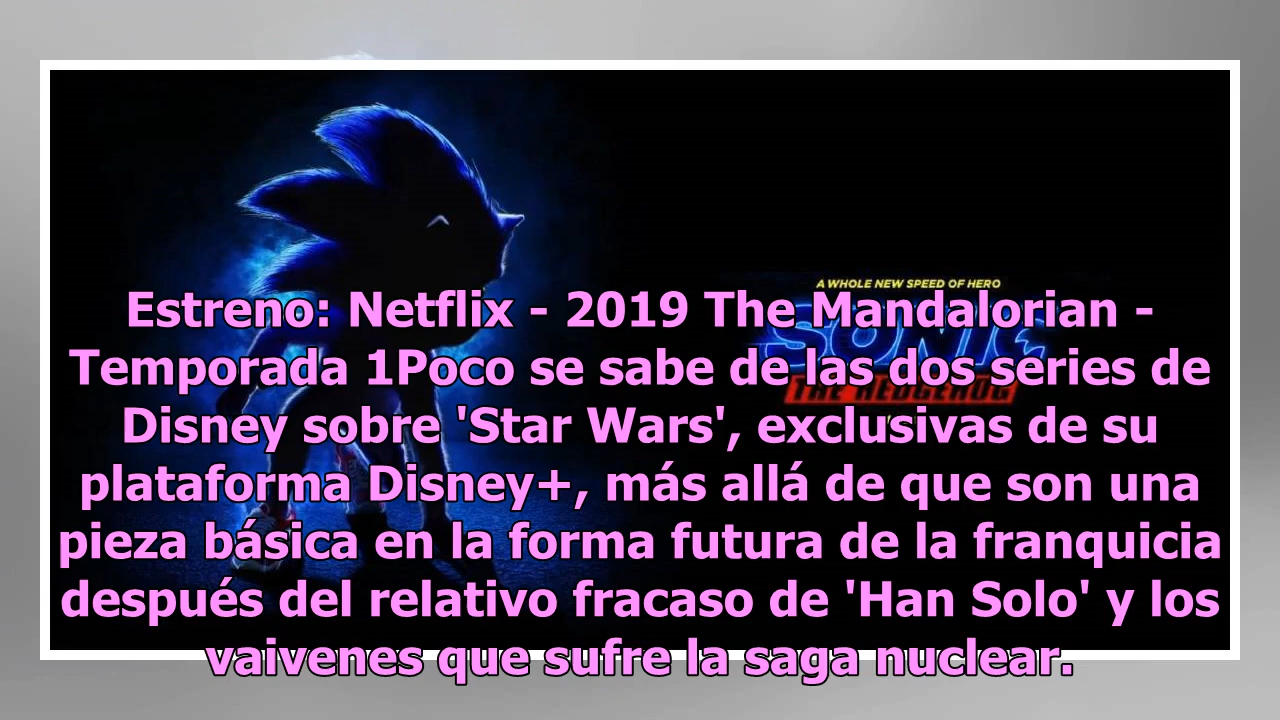 A WHOLE NEW SPEED OF HERO
Estreno: Netflix - 2019 The Mandalorian -
SONIC
Temporada 1Poco se sabe de las dos series de
THE HEDGEHOG
Disney sobre 'Star Wars', exclusivas de su
plataforma Disney+, más allá de que son una
pieza básica en la forma futura de la franquicia
después del relativo fracaso de 'Han Solo' y los
vaivenes que sufre la saga nuclear.